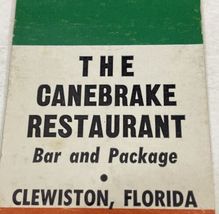 THE
CANEBRAKE
RESTAURANT
Bar and Package
•
CLEWISTON, FLORIDA